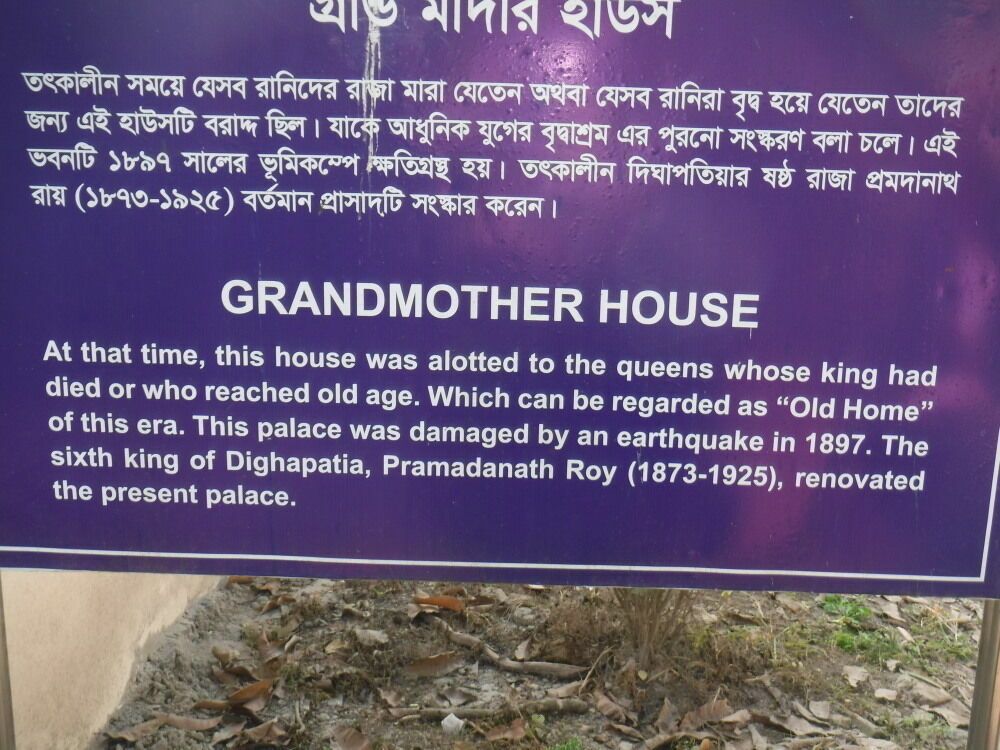 গ্রান্ড মাদার হাউস
তৎকালীন সময়ে যেসব রানিদের রাজা মারা যেতেন অথবা যেসব রানিরা বৃদ্ব হয়ে যেতেন তাদের
জন্য এই হাউসটি বরাদ্দ ছিল। যাকে আধুনিক যুগের বৃদ্বাশ্রম এর পুরনো সংস্করণ বলা চলে। এই
ভবনটি ১৮৯৭ সালের ভূমিকম্পে ক্ষতিগ্রস্থ হয়। তৎকালীন দিঘাপতিয়ার ষষ্ঠ রাজা প্রমদানাথ
রায় (১৮৭৩-১৯২৫) বর্তমান প্রাসাদটি সংস্কার করেন।
GRANDMOTHER HOUSE
At that time, this house was alotted to the queens whose king had
died or who reached old age. Which can be regarded as “Old Home”
of this era. This palace was damaged by an earthquake in 1897. The
sixth king of Dighapatia, Pramadanath Roy (1873-1925), renovated
the present palace.